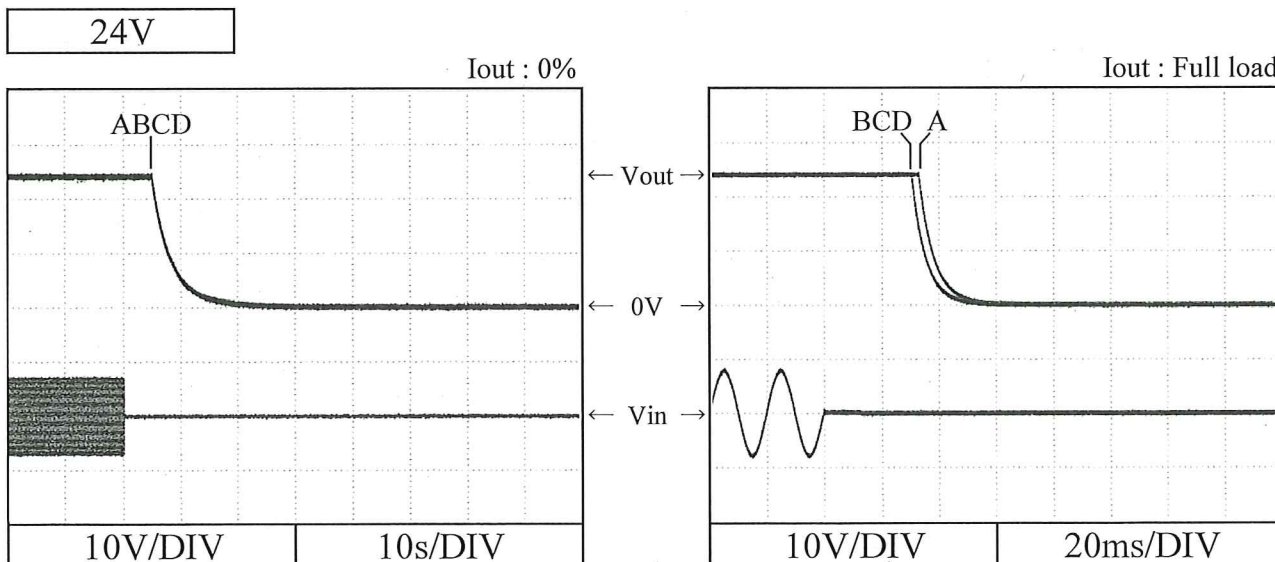 24V
Iout : 0%
Iout : Full load
ABCD
BCD A
← Vout →
← 0V →
← Vin →
10V/DIV 10s/DIV
10V/DIV 20ms/DIV